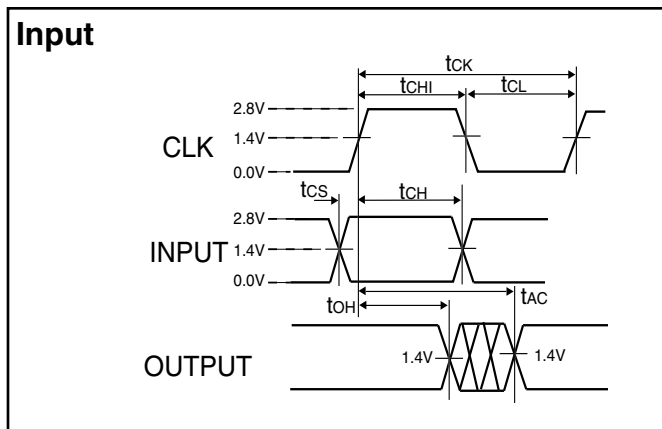 Input
tCK
tCHI tCL
2.8V
1.4V
CLK
0.0V
tCS tCH
2.8V
INPUT 1.4V
0.0V
tAC
tOH
1.4V 1.4V
OUTPUT